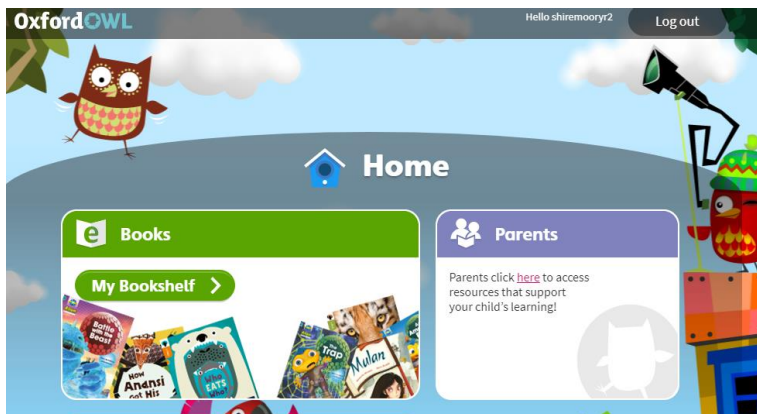 OxfordOWL
Hello shiremooryr2
Log out
Home
e Books
My Bookshelf
Battle
with the
Beast
How
Anansi
Got His
Who
EATS
Who?
The
Trap
Mulan
Parents
Parents click here to access
resources that support
your child's learning!